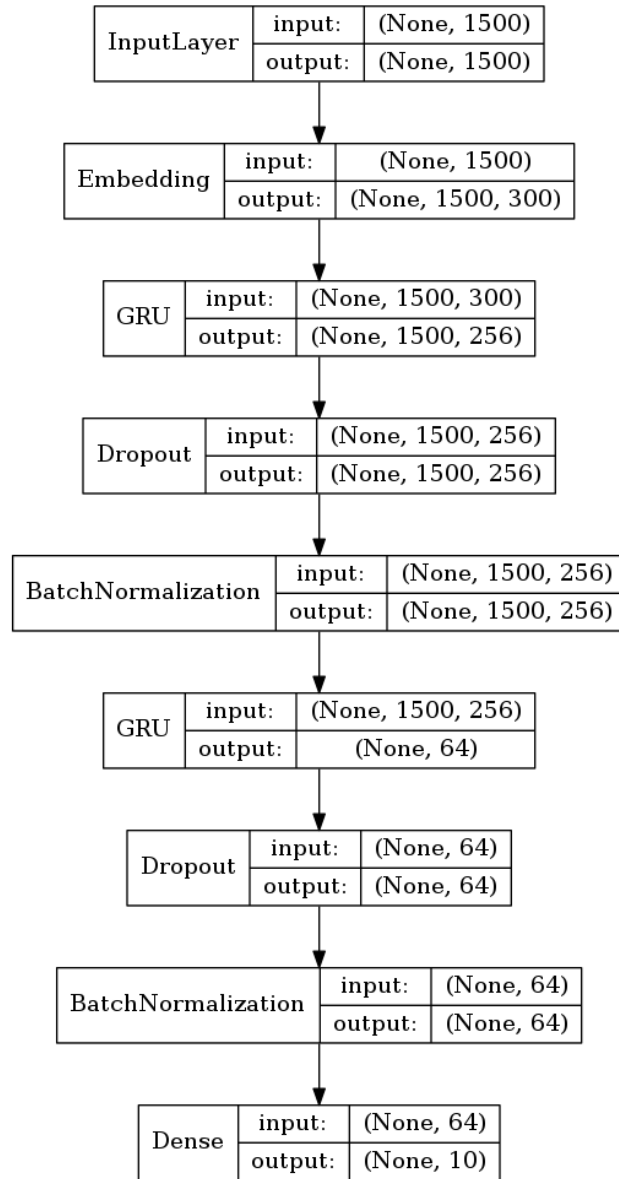 InputLayer
input: (None, 1500)
output: (None, 1500)
Embedding
input: (None, 1500)
output: (None, 1500, 300)
GRU
input: (None, 1500, 300)
output: (None, 1500, 256)
Dropout
input: (None, 1500, 256)
output: (None, 1500, 256)
BatchNormalization
input: (None, 1500, 256)
output: (None, 1500, 256)
GRU
input: (None, 1500, 256)
output: (None, 64)
Dropout
input: (None, 64)
output: (None, 64)
BatchNormalization
input: (None, 64)
output: (None, 64)
Dense
input: (None, 64)
output: (None, 10)